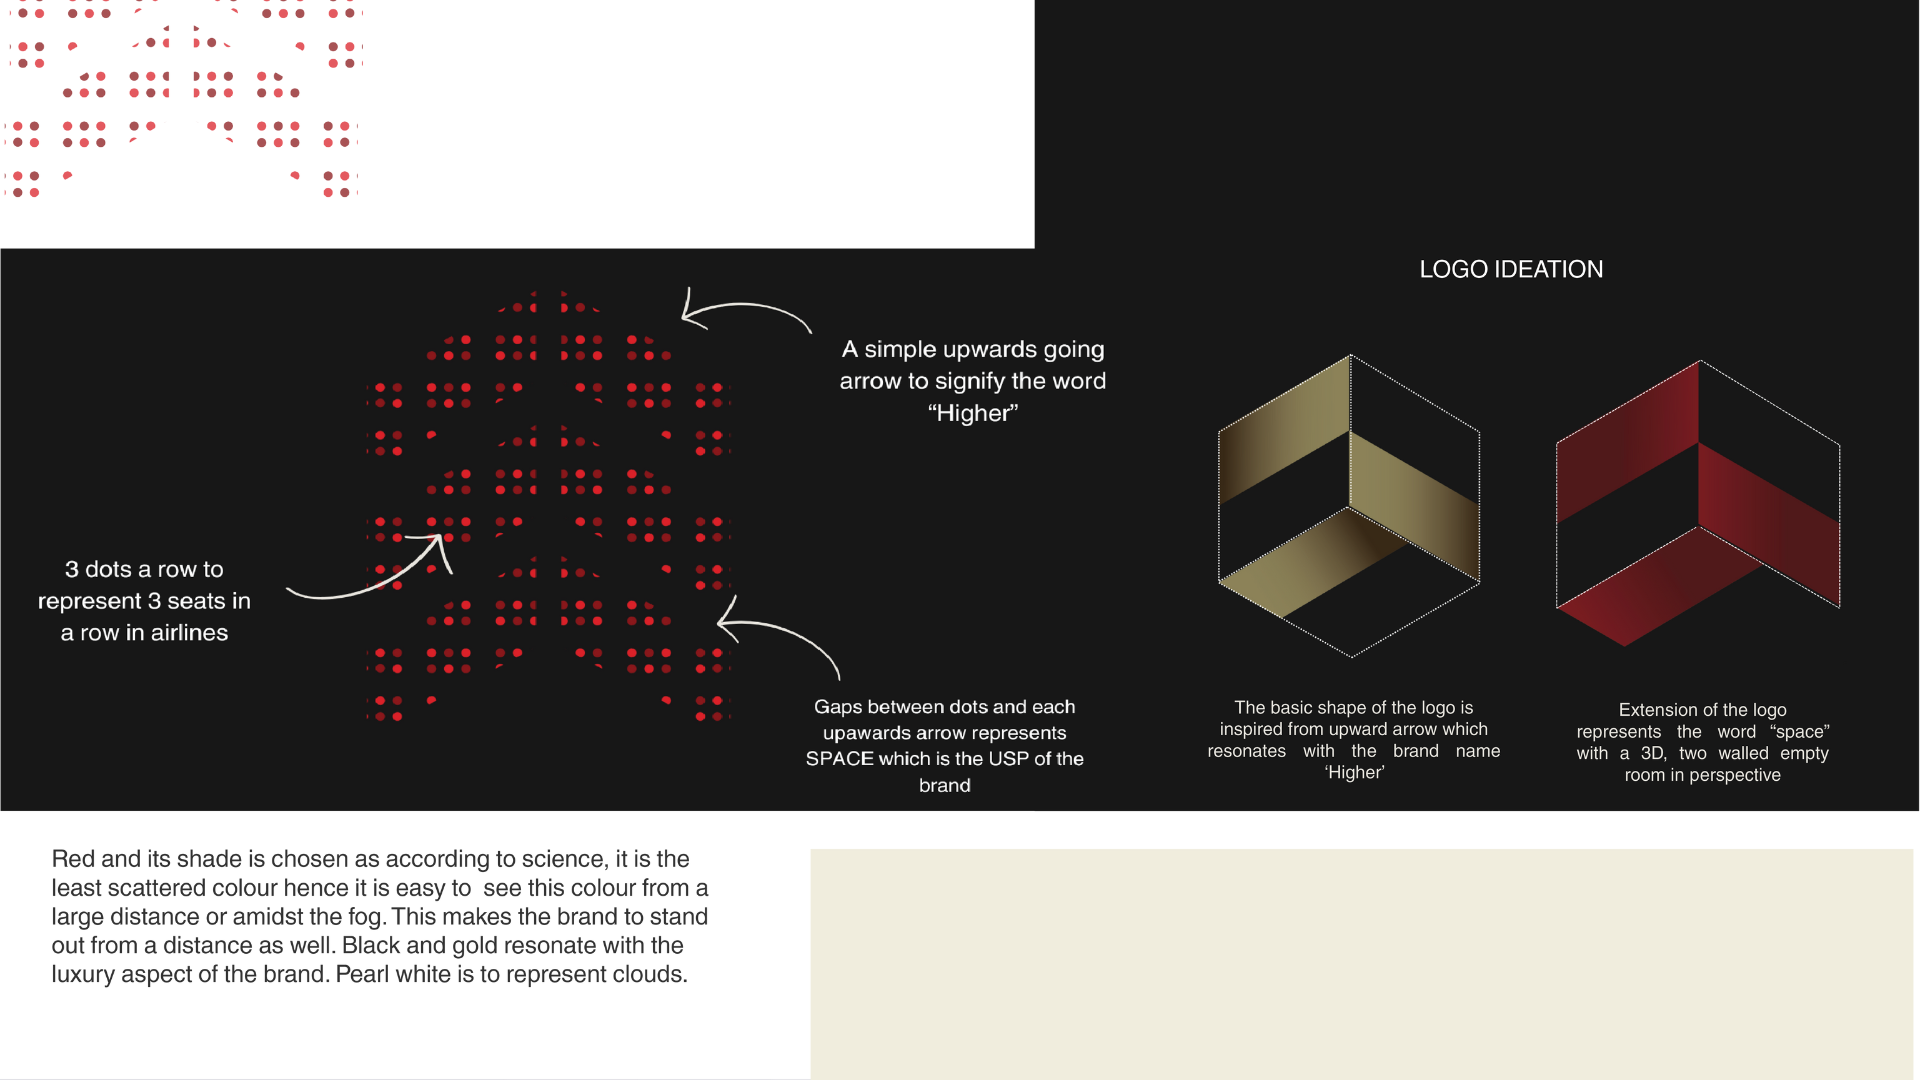 LOGO IDEATION
A simple upwards going
arrow to signify the word
“Higher”
3 dots a row to
represent 3 seats in
a row in airlines
Gaps between dots and each
upawards arrow represents
SPACE which is the USP of the
brand
The basic shape of the logo is
inspired from upward arrow which
resonates with the brand name
‘Higher’
Extension of the logo
represents the word “space”
with a 3D, two walled empty
room in perspective
Red and its shade is chosen as according to science, it is the
least scattered colour hence it is easy to  see this colour from a
large distance or amidst the fog. This makes the brand to stand
out from a distance as well. Black and gold resonate with the
luxury aspect of the brand. Pearl white is to represent clouds.